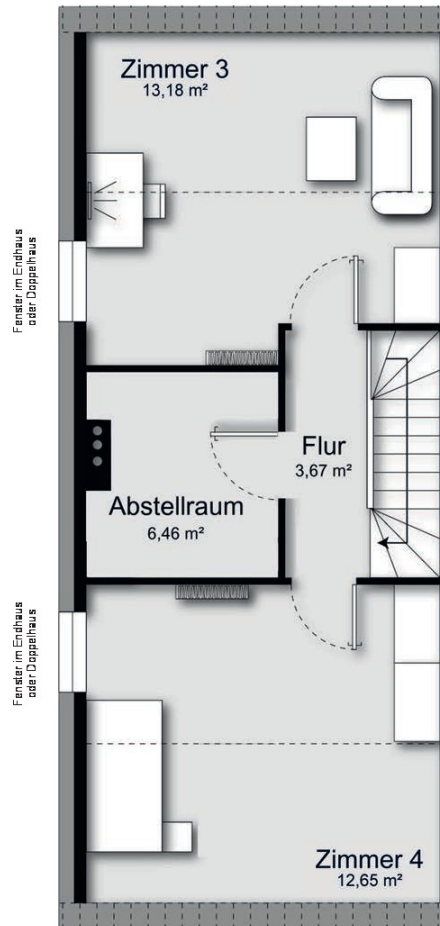 Zimmer 3
13,18 m²
Fenster im Endhaus
oder Doppelhaus
Flur
3,67 m²
Abstellraum
6,46 m²
Fenster im Endhaus
oder Doppelhaus
Zimmer 4
12,65 m²